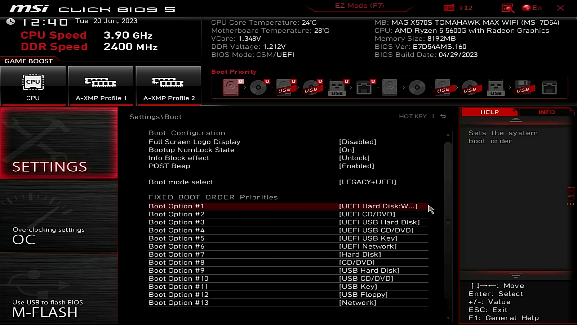 msi CLICK BIOS 5
EZ Mode (F7)
F12
En
12:40 Tue 20 Jun, 2023
CPU Speed 3.90 GHz
DDR Speed 2400 MHz
CPU Core Temperature: 24°C
Motherboard Temperature: 28°C
VCore: 1.348V
DDR Voltage: 1.212V
BIOS Mode: CSM/UEFI
MB: MAG X570S TOMAHAWK MAX WIFI (MS-7D54)
CPU: AMD Ryzen 5 5600G with Radeon Graphics
Memory Size: 8192MB
BIOS Ver: E7D54AMS.160
BIOS Build Date: 04/29/2023
GAME BOOST
CPU
A-XMP Profile 1
A-XMP Profile 2
Boot Priority
USB
SETTINGS
Overclocking settings
OC
Use USB to flash BIOS
M-FLASH
Settings\Boot
HOT KEY
Boot Configuration
Full Screen Logo Display [Disabled]
Bootup NumLock State [On]
Info Block effect [Unlock]
POST Beep [Enabled]
Boot mode select [LEGACY+UEFI]
FIXED BOOT ORDER Priorities
Boot Option #1 [UEFI Hard Disk:W...]
Boot Option #2 [UEFI CD/DVD]
Boot Option #3 [UEFI USB Hard Disk]
Boot Option #4 [UEFI USB CD/DVD]
Boot Option #5 [UEFI USB Key]
Boot Option #6 [UEFI Network]
Boot Option #7 [Hard Disk]
Boot Option #8 [CD/DVD]
Boot Option #9 [USB Hard Disk]
Boot Option #10 [USB CD/DVD]
Boot Option #11 [USB Key]
Boot Option #12 [USB Floppy]
Boot Option #13 [Network]
HELP
INFO
Sets the system
boot order
↑↓→←: Move
Enter: Select
+/-: Value
ESC: Exit
F1: General Help